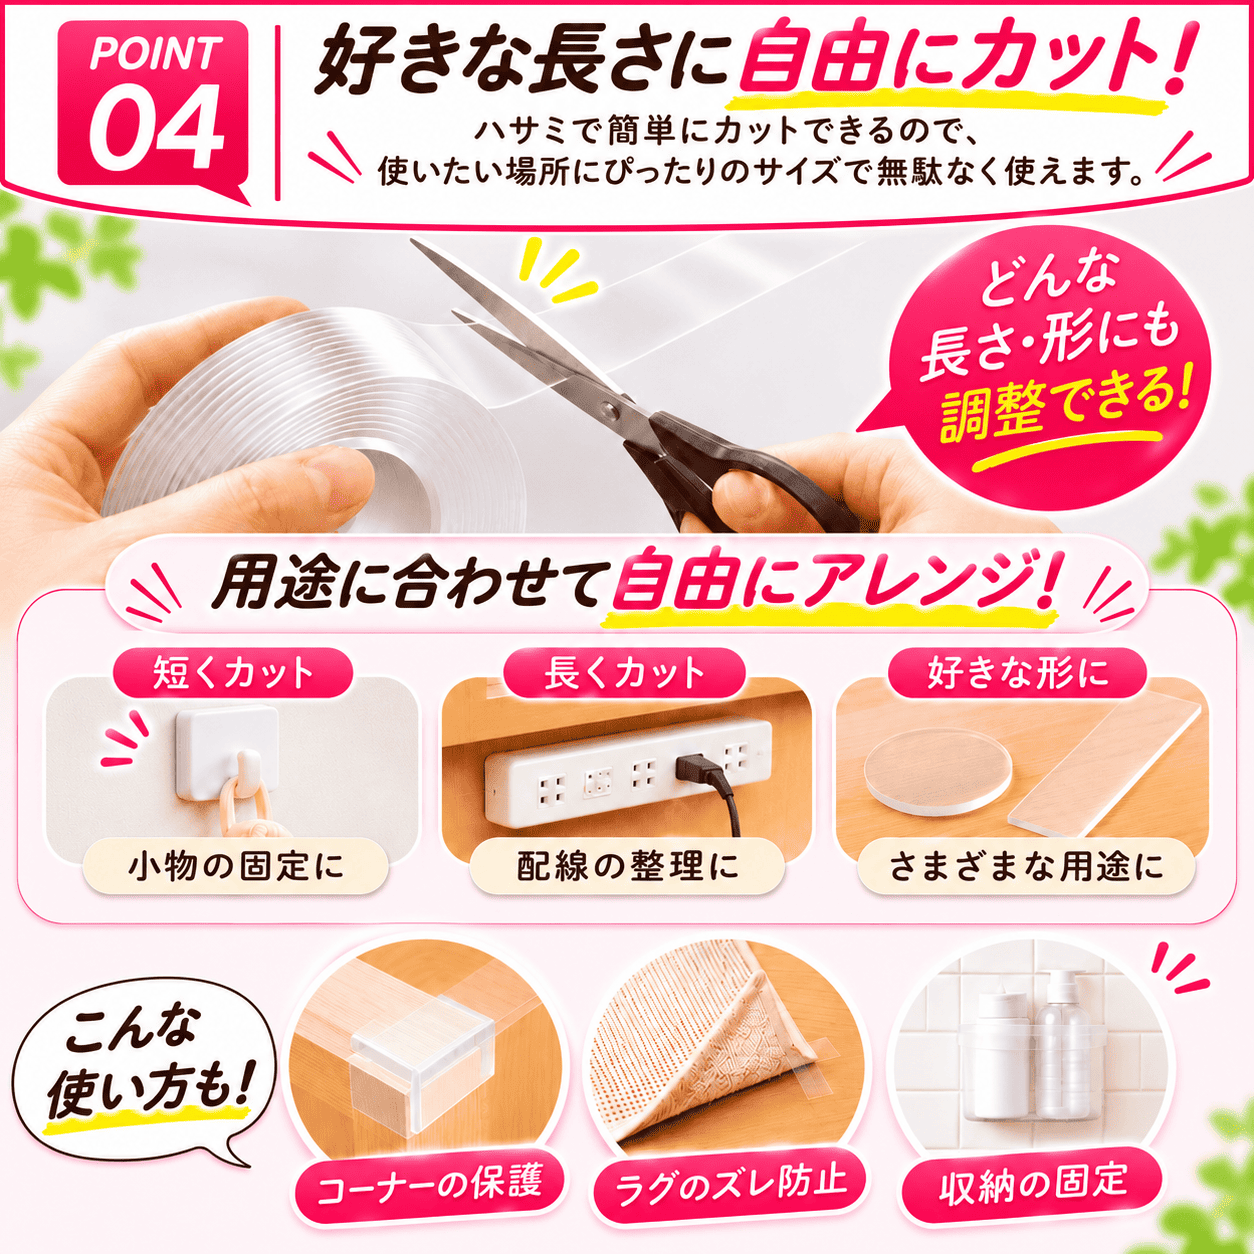 POINT
04
好きな長さに自由にカット!
ハサミで簡単にカットできるので、
使いたい場所にぴったりのサイズで無駄なく使えます。
どんな
長さ・形にも
調整できる!
用途に合わせて自由にアレンジ!
短くカット
小物の固定に
長くカット
配線の整理に
好きな形に
さまざまな用途に
こんな
使い方も!
コーナーの保護
ラグのズレ防止
収納の固定